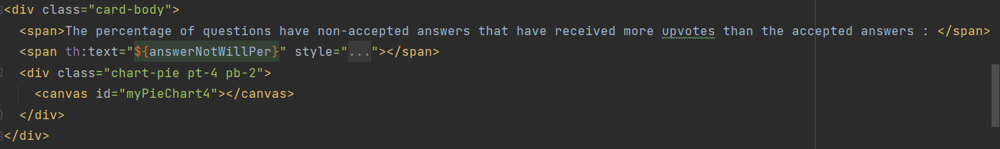 <div class="card-body">
<span>The percentage of questions have non-accepted answers that have received more upvotes than the accepted answers : </span>
<span th:text="${answerNotWillPer}" style="..."></span>
<div class="chart-pie pt-4 pb-2">
<canvas id="myPieChart4"></canvas>
</div>
</div>